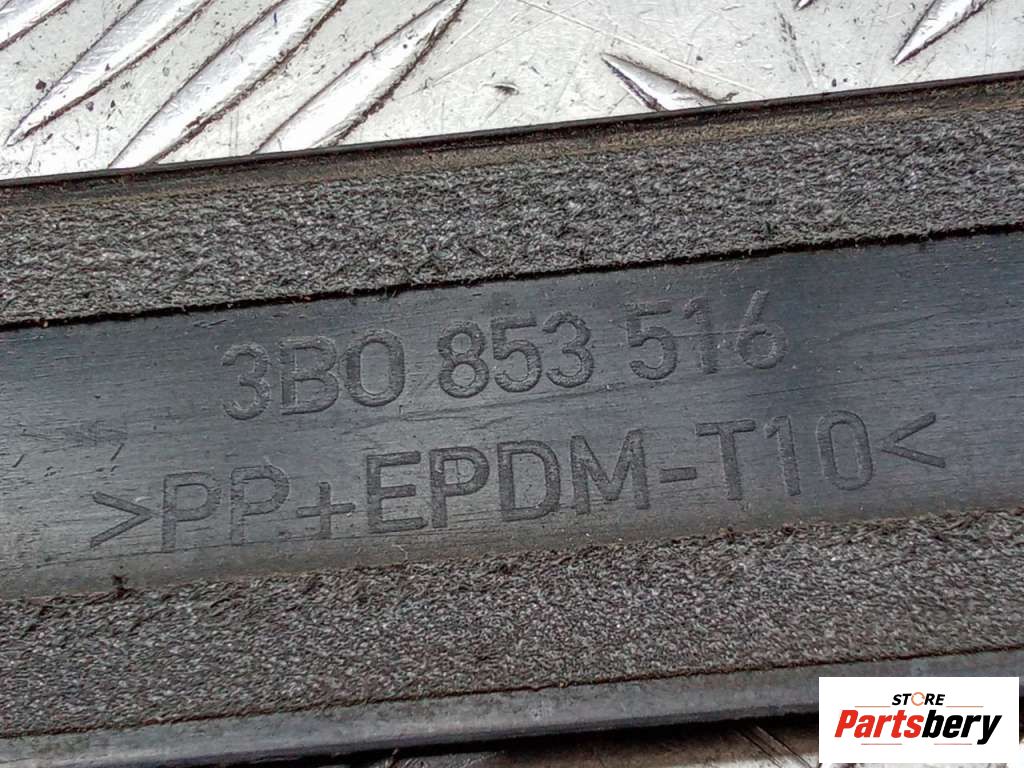 3B0 853 516
>PP+EPDM-T10<
STORE
Partsbery